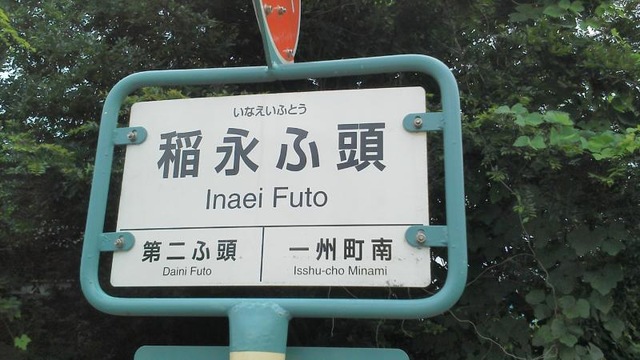 いなえいふとう
稲永ふ頭
Inaei Futo
第二ふ頭
Daini Futo
一州町南
Isshu-cho Minami